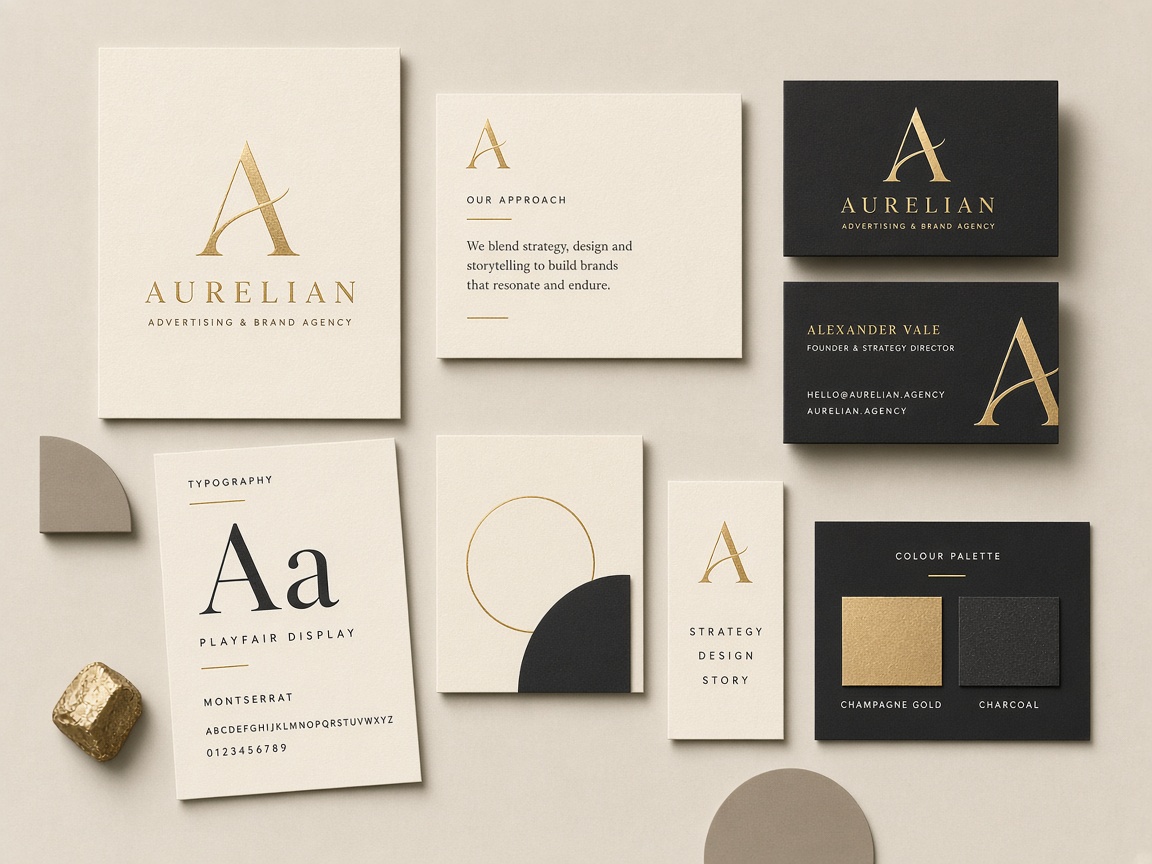 A
AURELIAN
ADVERTISING & BRAND AGENCY
A
OUR APPROACH
We blend strategy, design and
storytelling to build brands
that resonate and endure.
A
AURELIAN
ADVERTISING & BRAND AGENCY
ALEXANDER VALE
FOUNDER & STRATEGY DIRECTOR
HELLO@AURELIAN.AGENCY
AURELIAN.AGENCY
A
TYPOGRAPHY
Aa
PLAYFAIR DISPLAY
MONTSERRAT
ABCDEFGHIJKLMNOPQRSTUVWXYZ
0123456789
A
STRATEGY
DESIGN
STORY
COLOUR PALETTE
CHAMPAGNE GOLD
CHARCOAL